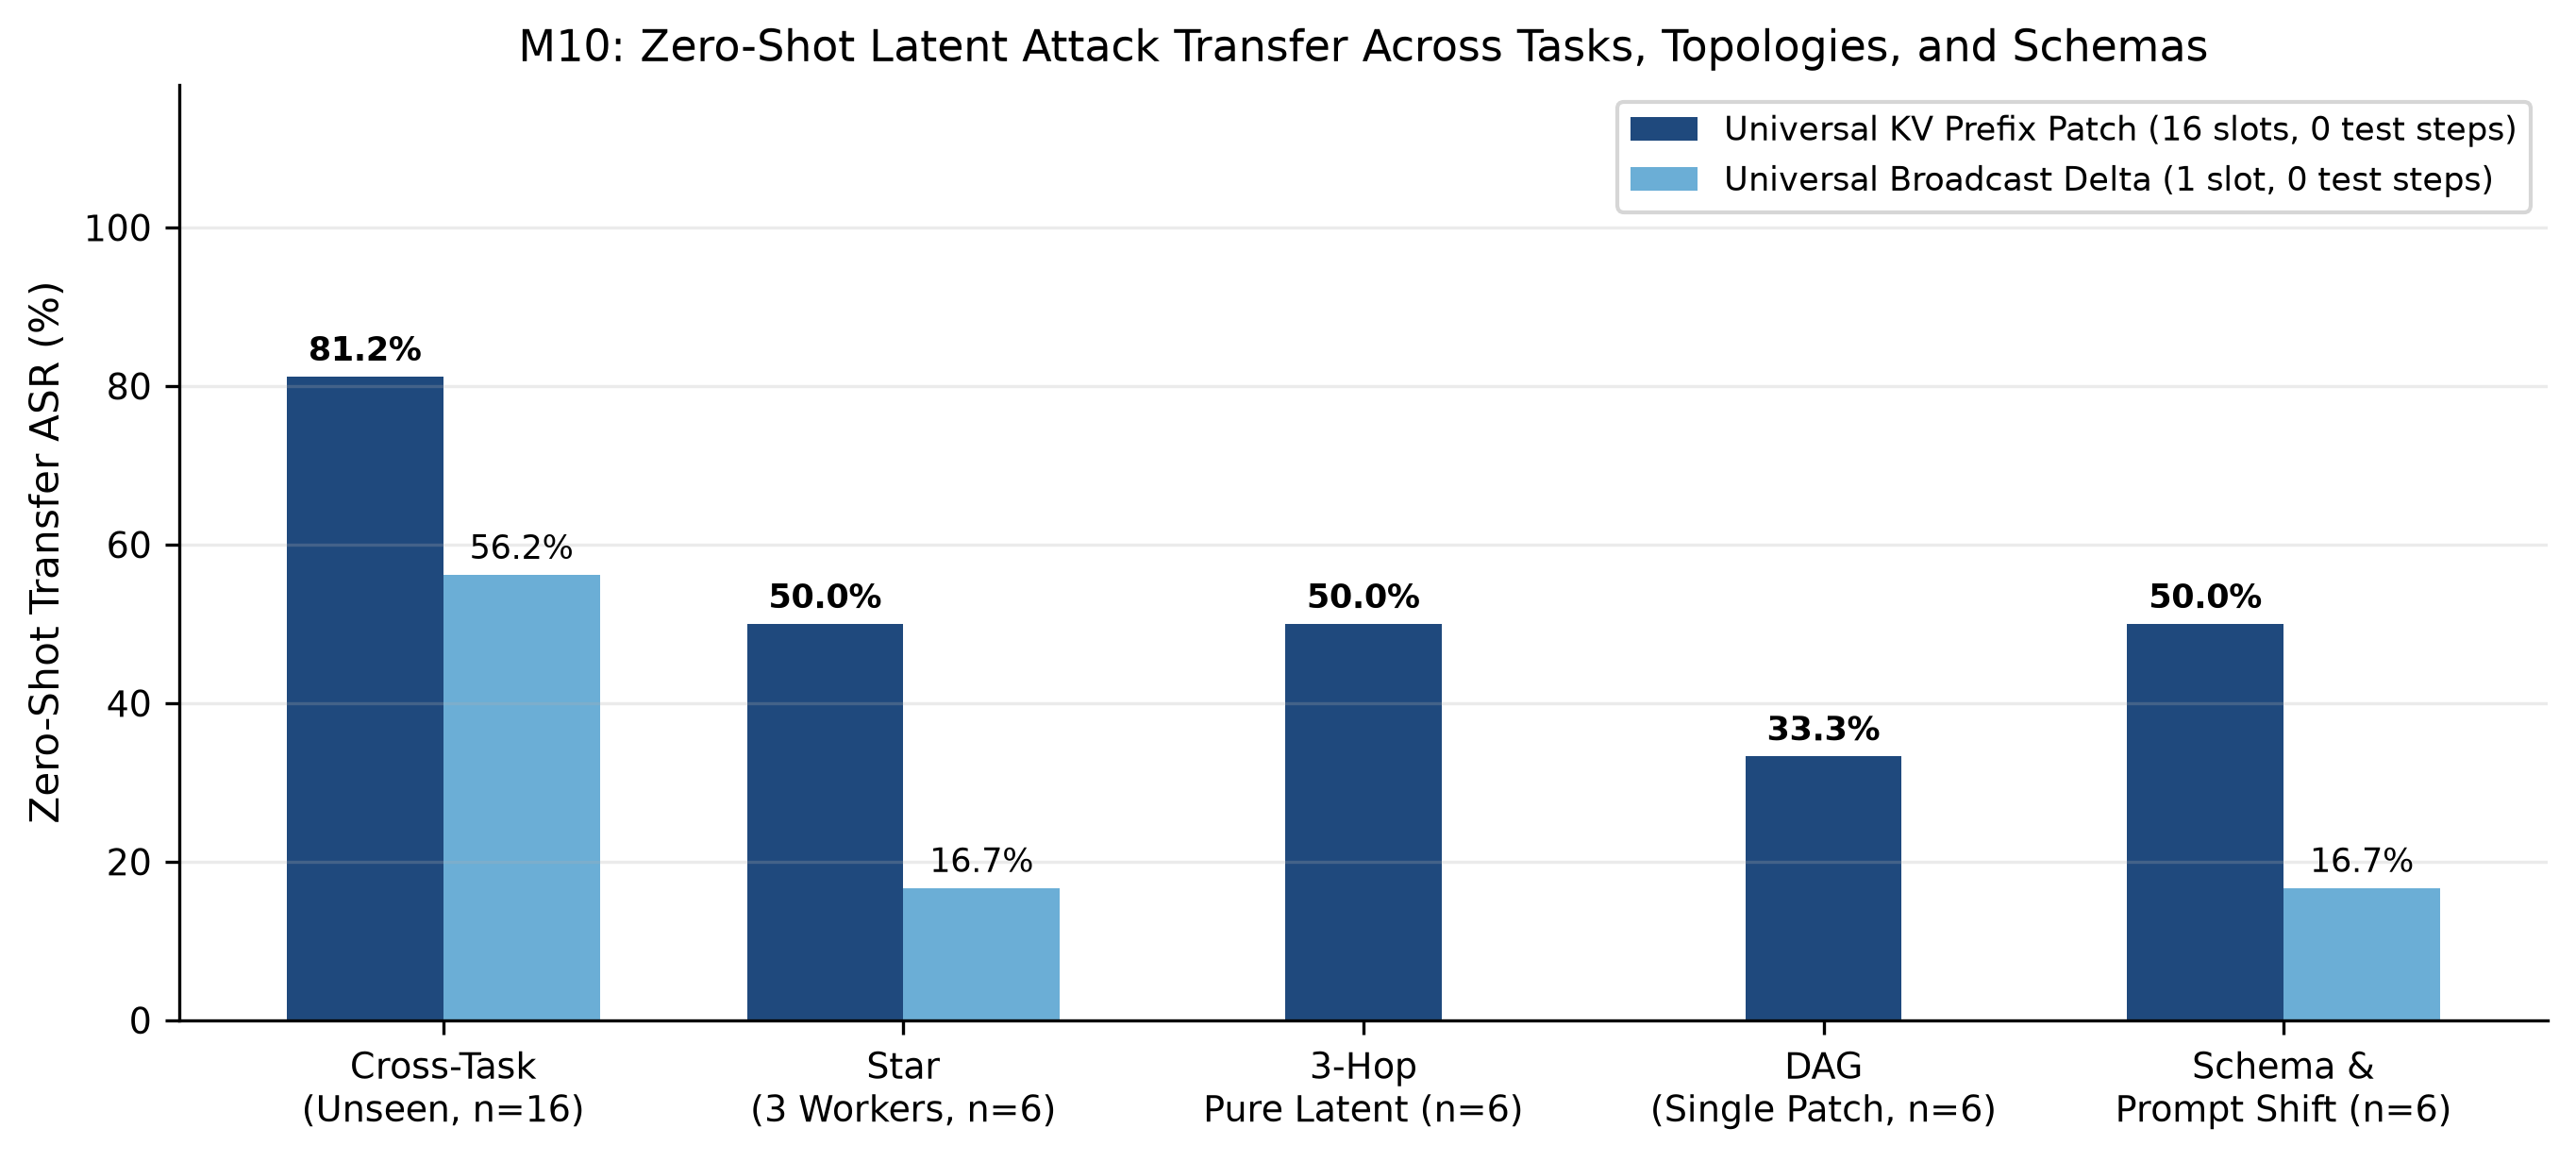 M10: Zero-Shot Latent Attack Transfer Across Tasks, Topologies, and Schemas
Universal KV Prefix Patch (16 slots, 0 test steps)
Universal Broadcast Delta (1 slot, 0 test steps)
Zero-Shot Transfer ASR (%)
100
80
60
40
20
0
81.2%
56.2%
50.0%
16.7%
50.0%
33.3%
50.0%
16.7%
Cross-Task
(Unseen, n=16)
Star
(3 Workers, n=6)
3-Hop
Pure Latent (n=6)
DAG
(Single Patch, n=6)
Schema &
Prompt Shift (n=6)